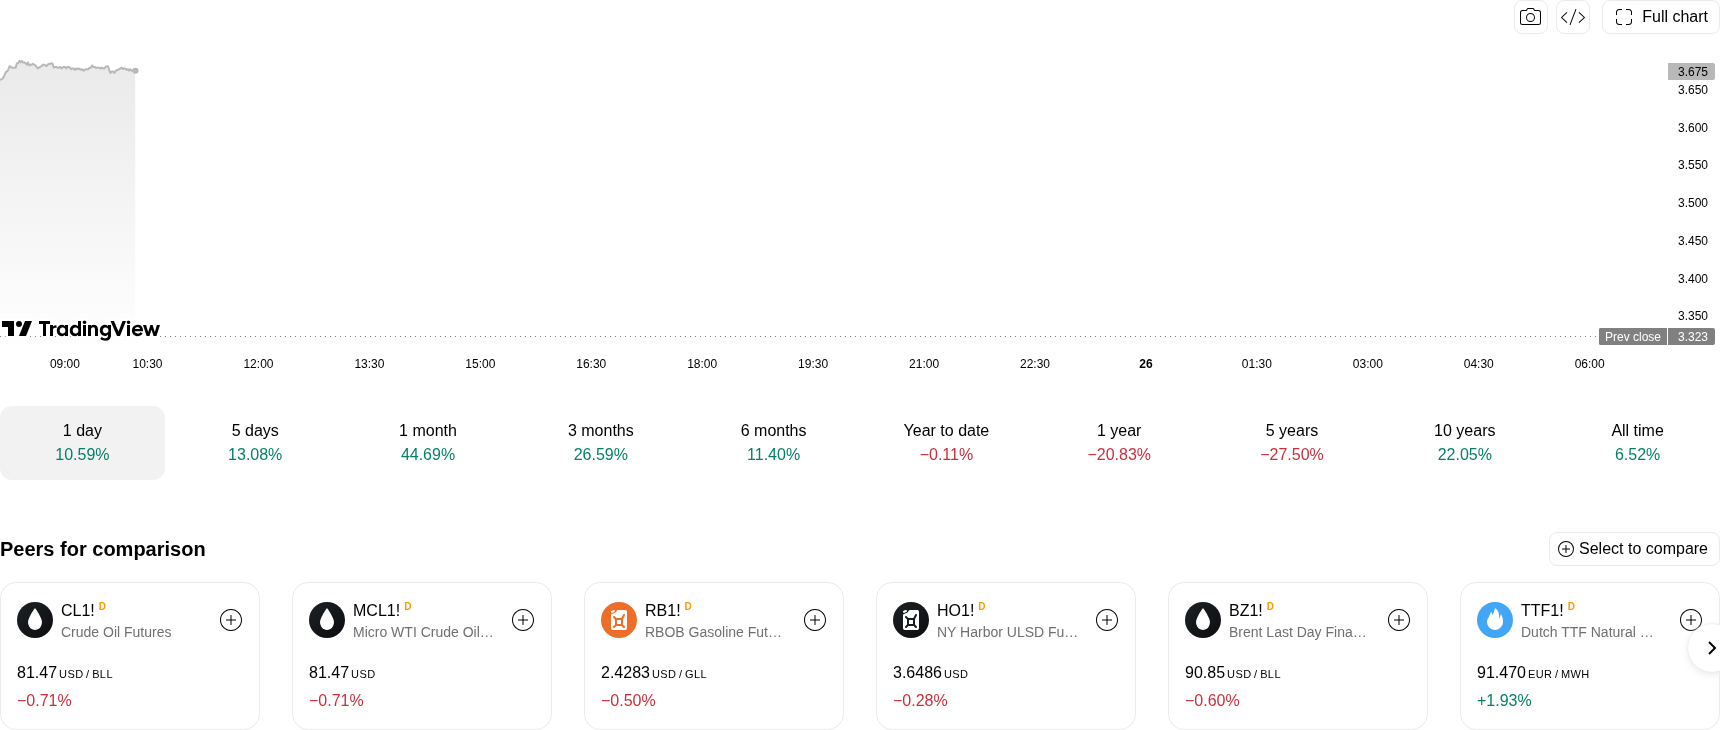 Full chart
3.675
3.650
3.600
3.550
3.500
3.450
3.400
3.350
TradingView
Prev close 3.323
09:00 10:30 12:00 13:30 15:00 16:30 18:00 19:30 21:00 22:30 26 01:30 03:00 04:30 06:00
1 day 5 days 1 month 3 months 6 months Year to date 1 year 5 years 10 years All time
10.59% 13.08% 44.69% 26.59% 11.40% −0.11% −20.83% −27.50% 22.05% 6.52%
Peers for comparison
Select to compare
CL1! D
Crude Oil Futures
81.47 USD / BLL
−0.71%
MCL1! D
Micro WTI Crude Oil…
81.47 USD
−0.71%
RB1! D
RBOB Gasoline Fut…
2.4283 USD / GLL
−0.50%
HO1! D
NY Harbor ULSD Fu…
3.6486 USD
−0.28%
BZ1! D
Brent Last Day Fina…
90.85 USD / BLL
−0.60%
TTF1! D
Dutch TTF Natural …
91.470 EUR / MWH
+1.93%